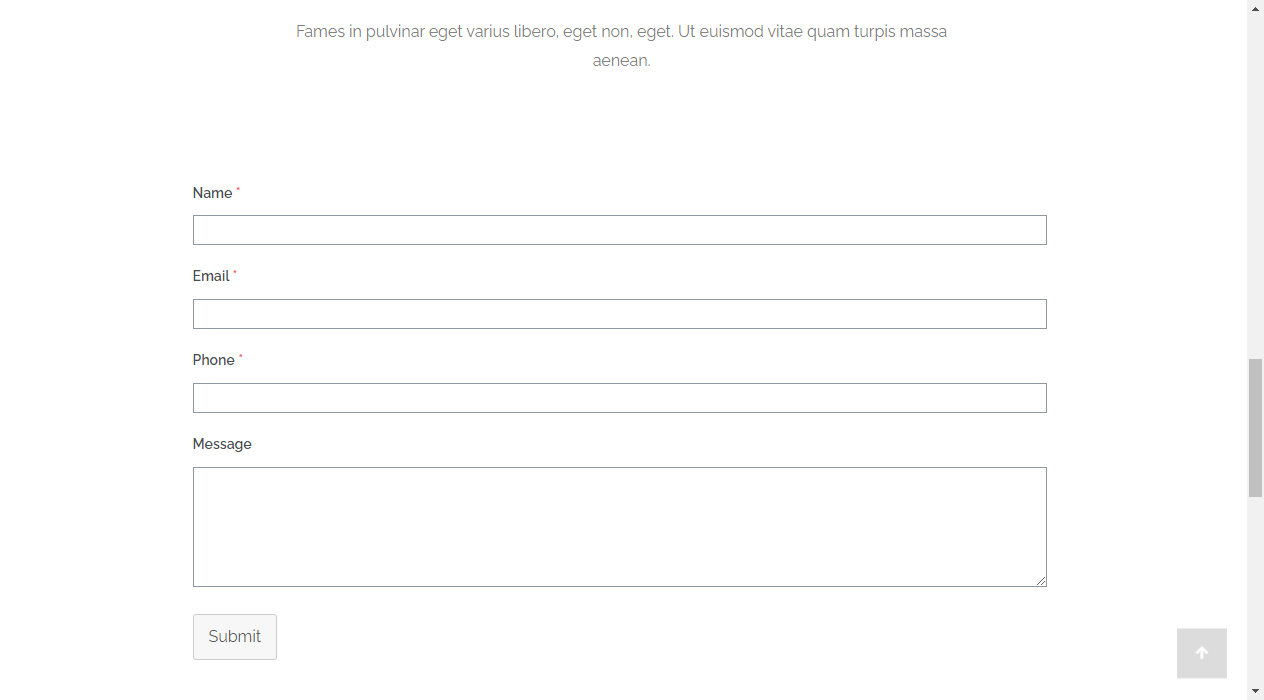 Fames in pulvinar eget varius libero, eget non, eget. Ut euismod vitae quam turpis massa
aenean.
Name *
Email *
Phone *
Message
Submit